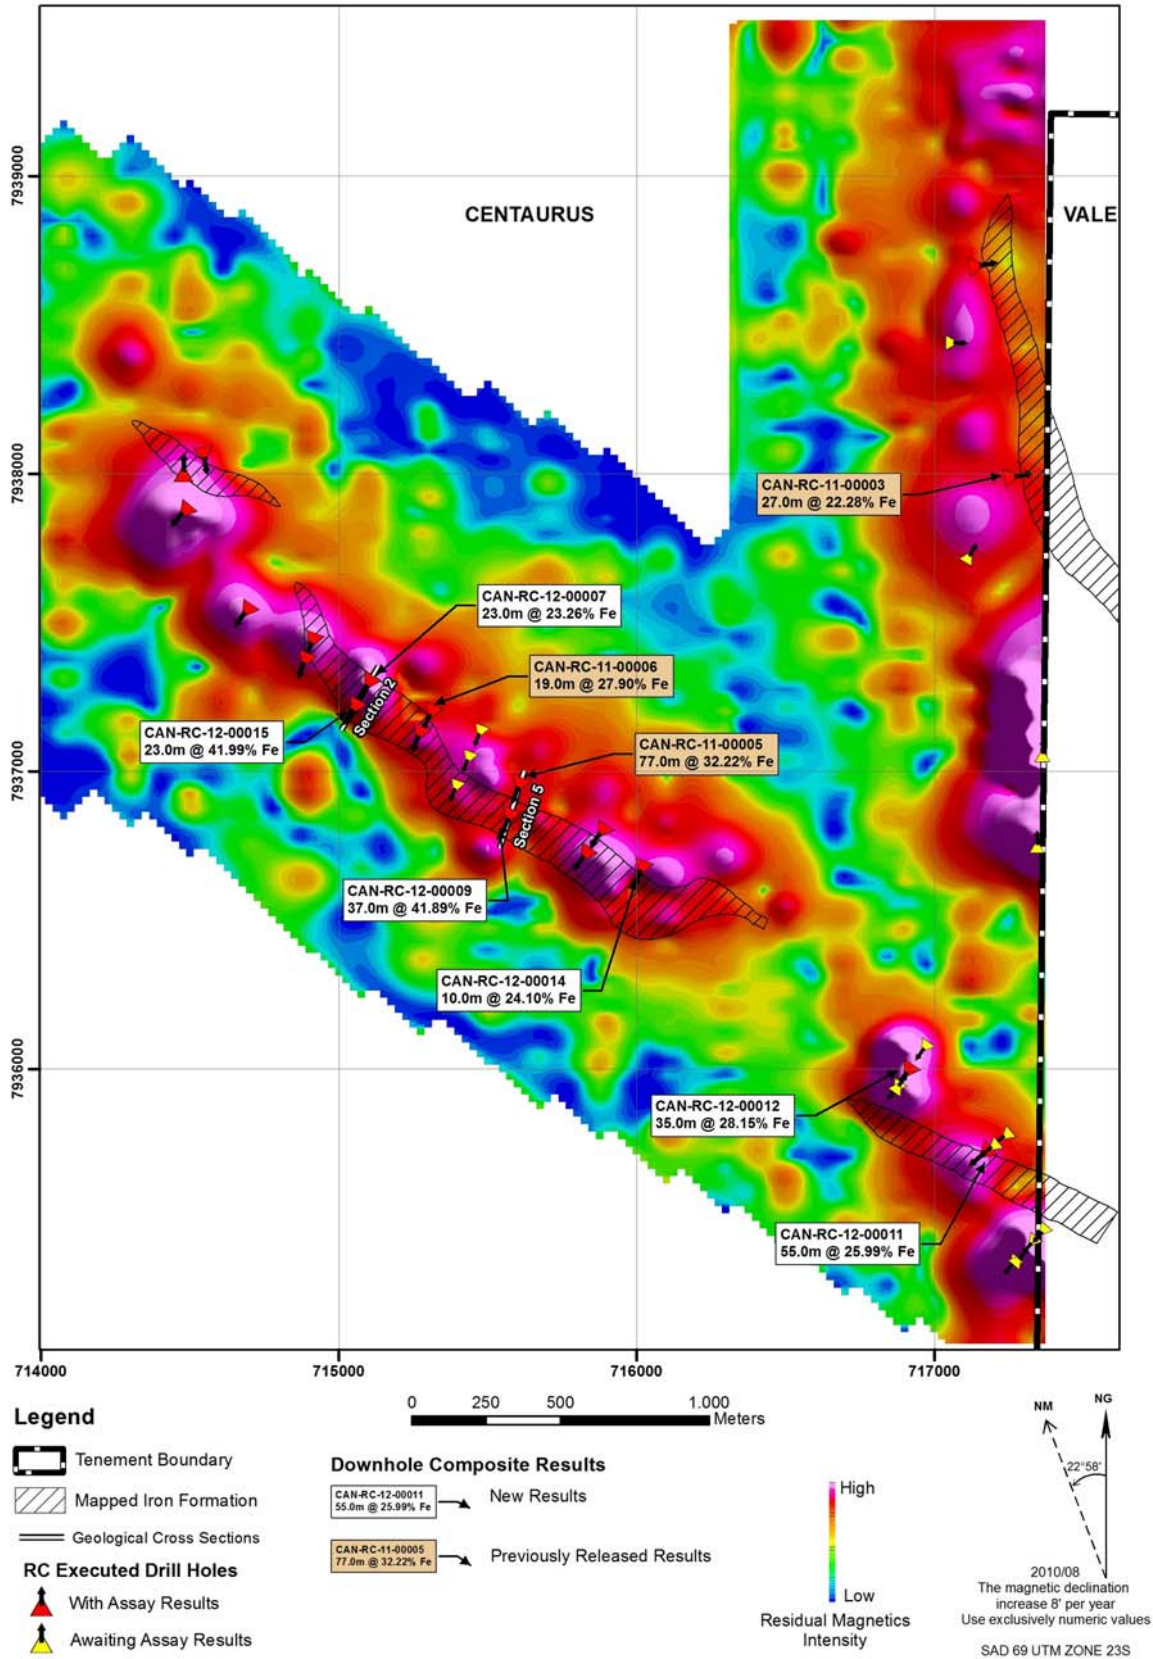 CENTAURUS
VALE
7939000
7938000
7937000
7936000
CAN-RC-11-00003
27.0m @ 22.28% Fe
CAN-RC-12-00007
23.0m @ 23.26% Fe
CAN-RC-11-00006
19.0m @ 27.90% Fe
Section 2
CAN-RC-12-00015
23.0m @ 41.99% Fe
CAN-RC-11-00005
77.0m @ 32.22% Fe
Section 5
CAN-RC-12-00009
37.0m @ 41.89% Fe
CAN-RC-12-00014
10.0m @ 24.10% Fe
CAN-RC-12-00012
35.0m @ 28.15% Fe
CAN-RC-12-00011
55.0m @ 25.99% Fe
714000
715000
716000
717000
0 250 500 1.000
Meters
Legend
Tenement Boundary
Mapped Iron Formation
Geological Cross Sections
RC Executed Drill Holes
With Assay Results
Awaiting Assay Results
Downhole Composite Results
CAN-RC-12-00011
55.0m @ 25.99% Fe
New Results
CAN-RC-11-00005
77.0m @ 32.22% Fe
Previously Released Results
High
Low
Residual Magnetics
Intensity
NM
NG
22°58'
2010/08
The magnetic declination
increase 8' per year
Use exclusively numeric values
SAD 69 UTM ZONE 23S